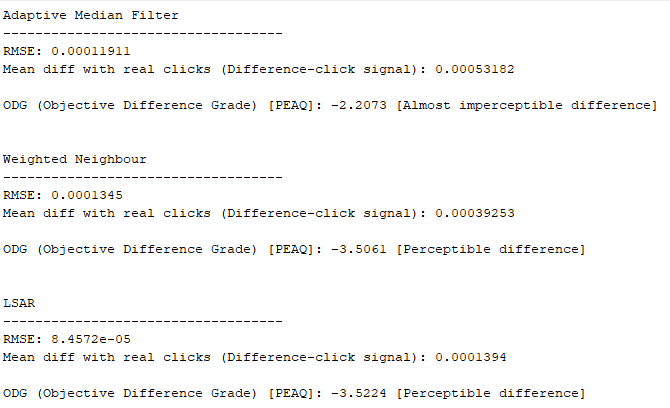 Adaptive Median Filter
-----------------------------------
RMSE: 0.00011911
Mean diff with real clicks (Difference-click signal): 0.00053182
ODG (Objective Difference Grade) [PEAQ]: -2.2073 [Almost imperceptible difference]
Weighted Neighbour
-----------------------------------
RMSE: 0.0001345
Mean diff with real clicks (Difference-click signal): 0.00039253
ODG (Objective Difference Grade) [PEAQ]: -3.5061 [Perceptible difference]
LSAR
-----------------------------------
RMSE: 8.4572e-05
Mean diff with real clicks (Difference-click signal): 0.0001394
ODG (Objective Difference Grade) [PEAQ]: -3.5224 [Perceptible difference]